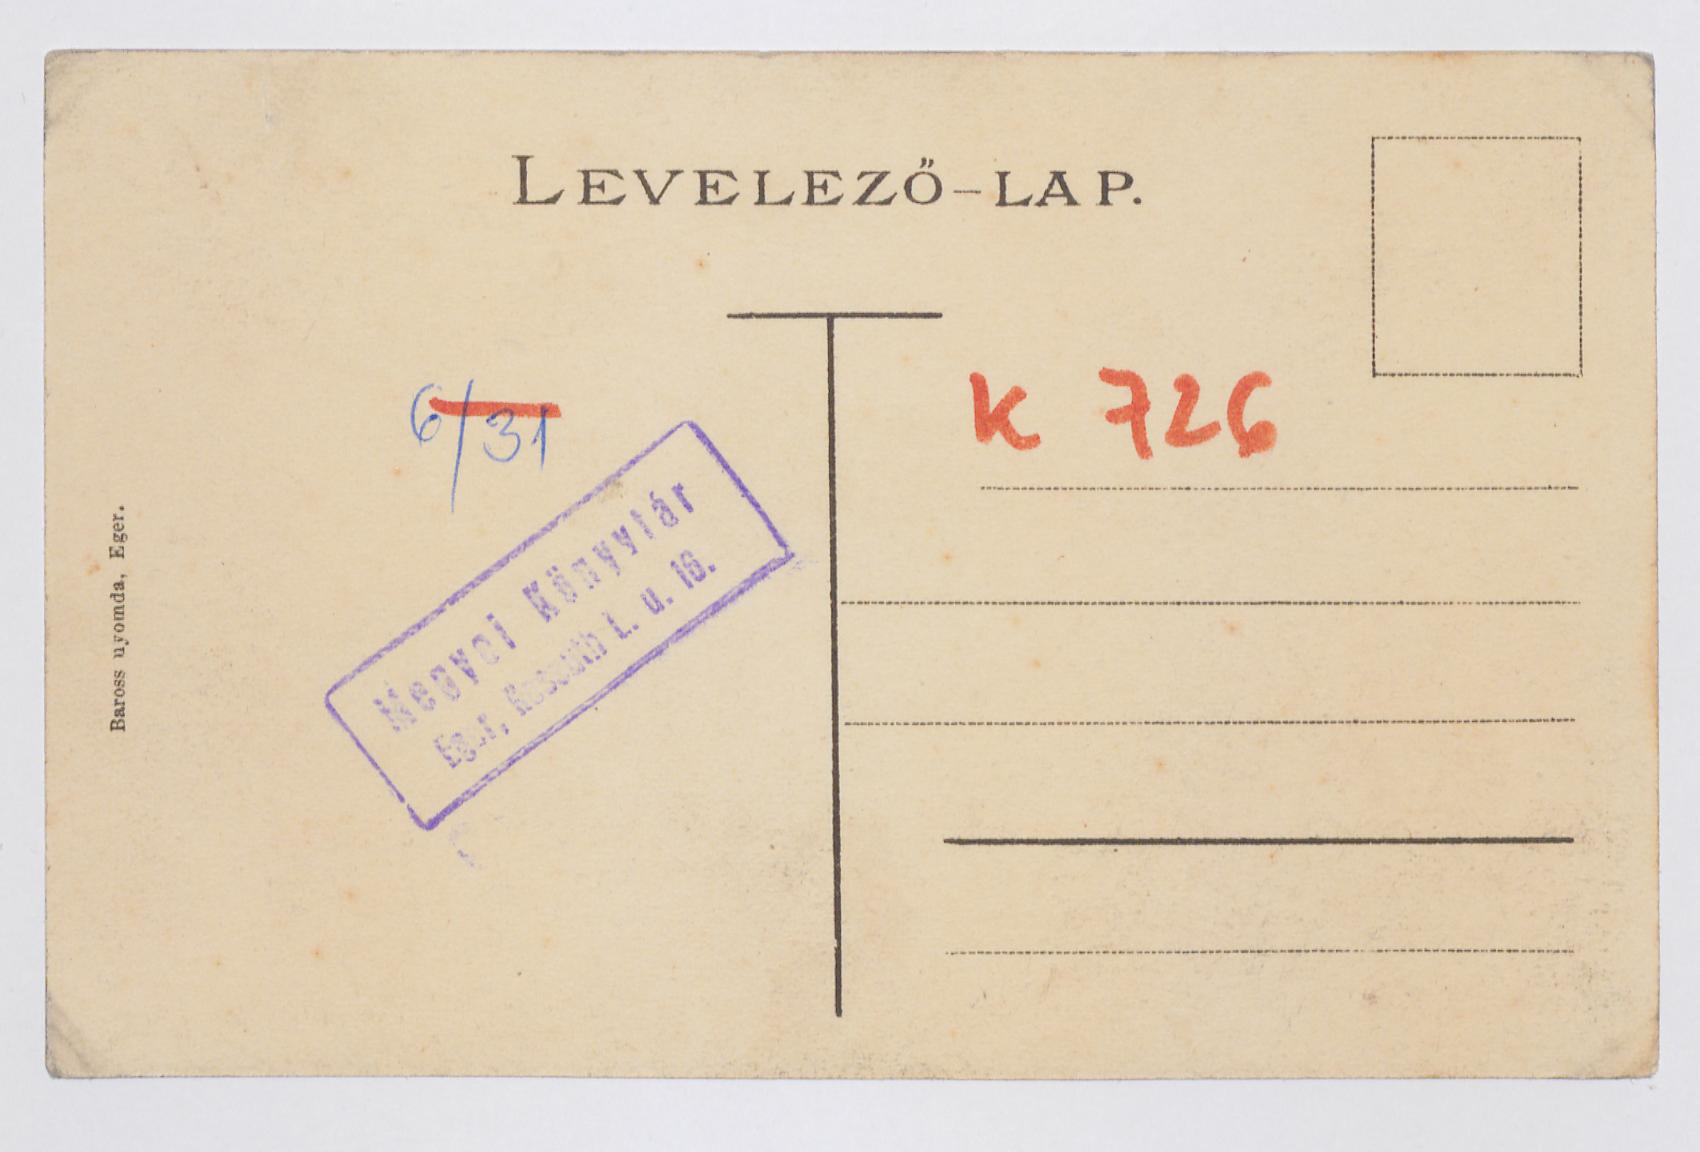 LEVELEZŐ-LAP.
6/31
K 726
Megyei Könyvtár
Eger, Kossuth L. u. 16.
Baross nyomda, Eger.